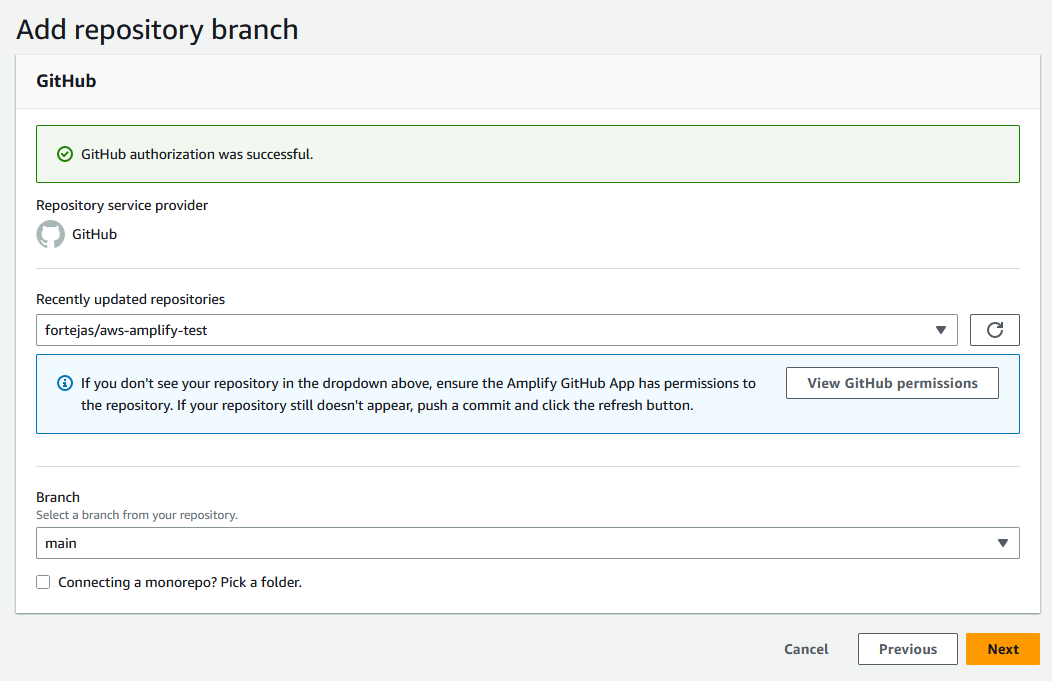 Add repository branch
GitHub
GitHub authorization was successful.
Repository service provider
GitHub
Recently updated repositories
fortejas/aws-amplify-test
If you don't see your repository in the dropdown above, ensure the Amplify GitHub App has permissions to
the repository. If your repository still doesn't appear, push a commit and click the refresh button.
View GitHub permissions
Branch
Select a branch from your repository.
main
Connecting a monorepo? Pick a folder.
Cancel
Previous
Next